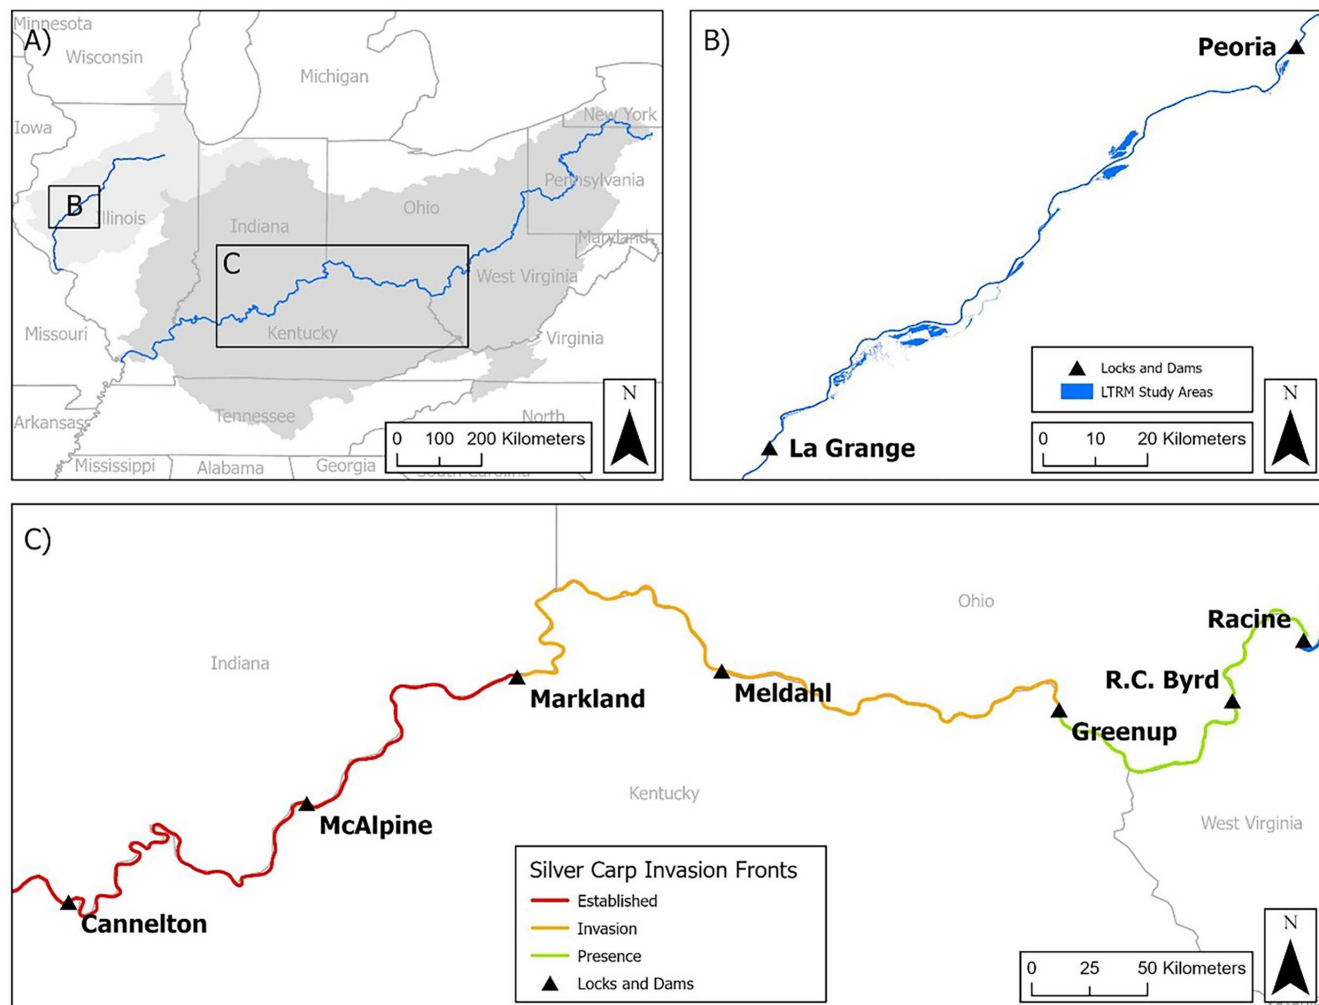 A)
Minnesota
Wisconsin
Michigan
New York
Iowa
Pennsylvania
B
Illinois
Ohio
Indiana
Maryland
C
West Virginia
Missouri
Kentucky
Virginia
N
Arkansas
Tennessee
North
0 100 200 Kilometers
Mississippi
Alabama
Georgia
South Carolina
B)
Peoria
Locks and Dams
LTRM Study Areas
N
0 10 20 Kilometers
La Grange
C)
Ohio
Racine
Indiana
R.C. Byrd
Markland
Meldahl
Greenup
Kentucky
McAlpine
West Virginia
Silver Carp Invasion Fronts
Established
Invasion
Presence
Locks and Dams
Cannelton
N
0 25 50 Kilometers